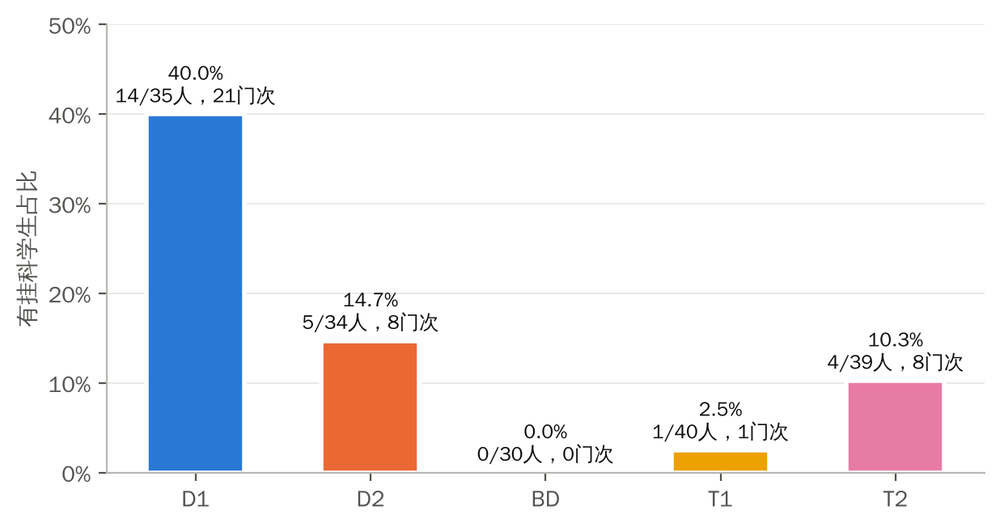 有挂科学生占比
50%
40%
30%
20%
10%
0%
40.0%
14/35人，21门次
14.7%
5/34人，8门次
0.0%
0/30人，0门次
2.5%
1/40人，1门次
10.3%
4/39人，8门次
D1
D2
BD
T1
T2